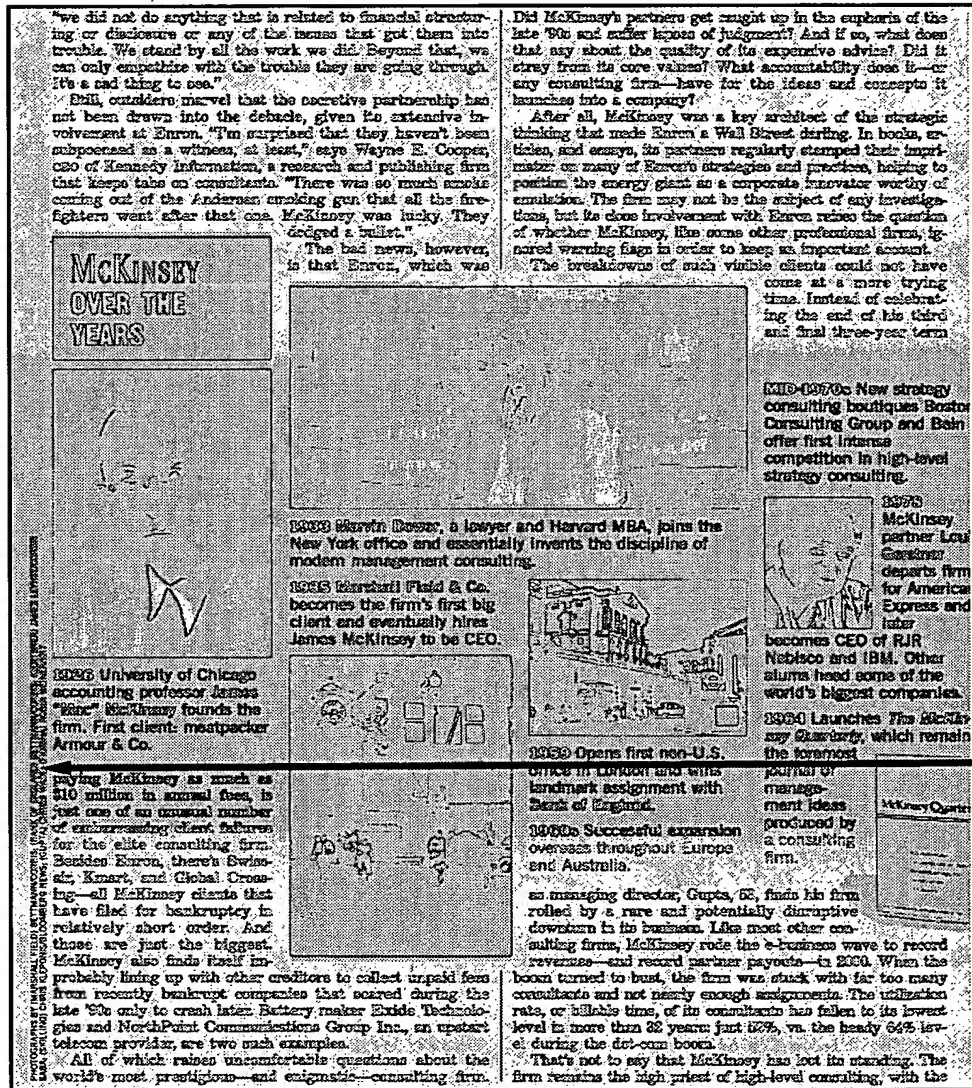 "we did not do anything that is related to financial structur-
ing or disclosure or any of the issues that got them into
trouble. We stand by all the work we did. Beyond that, we
can only empathize with the trouble they are going through.
It's a sad thing to see."
Still, outsiders marvel that the secretive partnership has
not been drawn into the debacle, given its extensive in-
volvement at Enron. "I'm surprised that they haven't been
subpoenaed as a witness, at least," says Wayne E. Cooper,
CEO of Kennedy Information, a research and publishing firm
that keeps tabs on consultants. "There was so much smoke
coming out of the Andersen smoking gun that all the fire-
fighters went after that one. McKinsey was lucky. They
dodged a bullet."
The bad news, however,
is that Enron, which was
MCKINSEY
OVER THE
YEARS
1926 University of Chicago
accounting professor James
"Mac" McKinsey founds the
firm. First client: meatpacker
Armour & Co.
1933 Marvin Bower, a lawyer and Harvard MBA, joins the
New York office and essentially invents the discipline of
modern management consulting.
1935 Marshall Field & Co.
becomes the firm's first big
client and eventually hires
James McKinsey to be CEO.
1959 Opens first non-U.S.
office in London and wins
landmark assignment with
Bank of England.
1960s Successful expansion
overseas throughout Europe
and Australia.
MID-1970s New strategy
consulting boutiques Boston
Consulting Group and Bain
offer first intense
competition in high-level
strategy consulting.
McKinsey
partner Lou
Gerstner
departs firm
for American
Express and
later
becomes CEO of RJR
Nabisco and IBM. Other
alums head some of the
world's biggest companies.
Launches The McKin-
sey Quarterly, which remain
the foremost
journal of
manage-
ment ideas
produced by
a consulting
firm.
McKinsey Quarter
paying McKinsey as much as
$10 million in annual fees, is
just one of an unusual number
of embarrassing client failures
for the elite consulting firm.
Besides Enron, there's Swiss-
air, Kmart, and Global Cross-
ing—all McKinsey clients that
have filed for bankruptcy in
relatively short order. And
those are just the biggest.
McKinsey also finds itself im-
probably lining up with other creditors to collect unpaid fees
from recently bankrupt companies that soared during the
late '90s only to crash later. Battery maker Exide Technolo-
gies and NorthPoint Communications Group Inc., an upstart
telecom provider, are two such examples.
All of which raises uncomfortable questions about the
world's most prestigious—and enigmatic—consulting firm.
Did McKinsey's partners get caught up in the euphoria of the
late '90s and suffer lapses of judgment? And if so, what does
that say about the quality of its expensive advice? Did it
stray from its core values? What accountability does it—or
any consulting firm—have for the ideas and concepts it
launches into a company?
After all, McKinsey was a key architect of the strategic
thinking that made Enron a Wall Street darling. In books, ar-
ticles, and essays, its partners regularly stamped their impri-
matur on many of Enron's strategies and practices, helping to
position the energy giant as a corporate innovator worthy of
emulation. The firm may not be the subject of any investiga-
tions, but its close involvement with Enron raises the question
of whether McKinsey, like some other professional firms, ig-
nored warning flags in order to keep an important account.
The breakdowns of such visible clients could not have
come at a more trying
time. Instead of celebrat-
ing the end of his third
and final three-year term
as managing director, Gupta, 53, finds his firm
rolled by a rare and potentially disruptive
downturn in its business. Like most other con-
sulting firms, McKinsey rode the e-business wave to record
revenues—and record partner payouts—in 2000. When the
boom turned to bust, the firm was stuck with far too many
consultants and not nearly enough assignments. The utilization
rate, or billable time, of its consultants has fallen to its lowest
level in more than 32 years: just 52%, vs. the heady 64% lev-
el during the dot-com boom.
That's not to say that McKinsey has lost its standing. The
firm remains the high priest of high-level consulting, with the